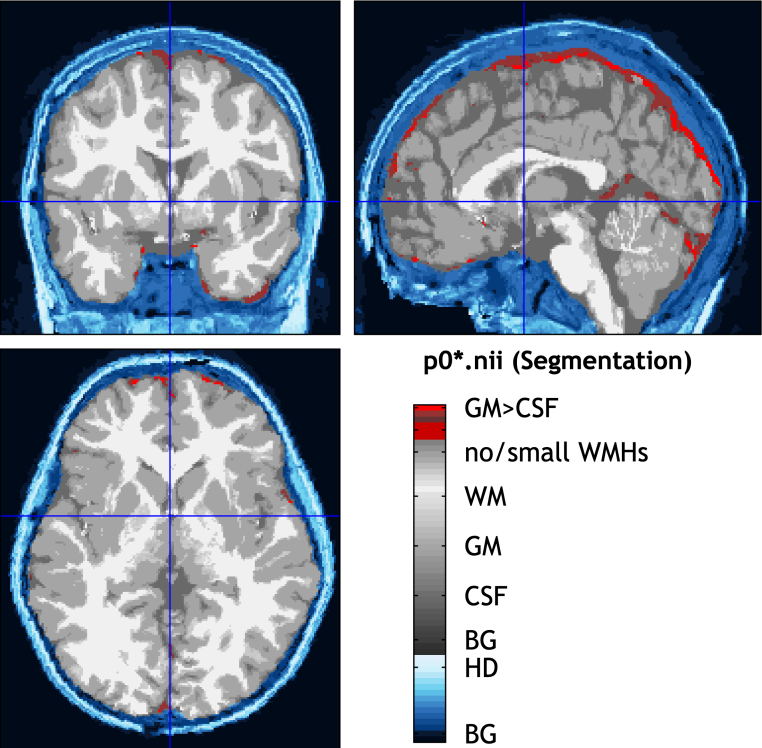 p0*.nii (Segmentation)
GM>CSF
no/small WMHs
WM
GM
CSF
BG
HD
BG